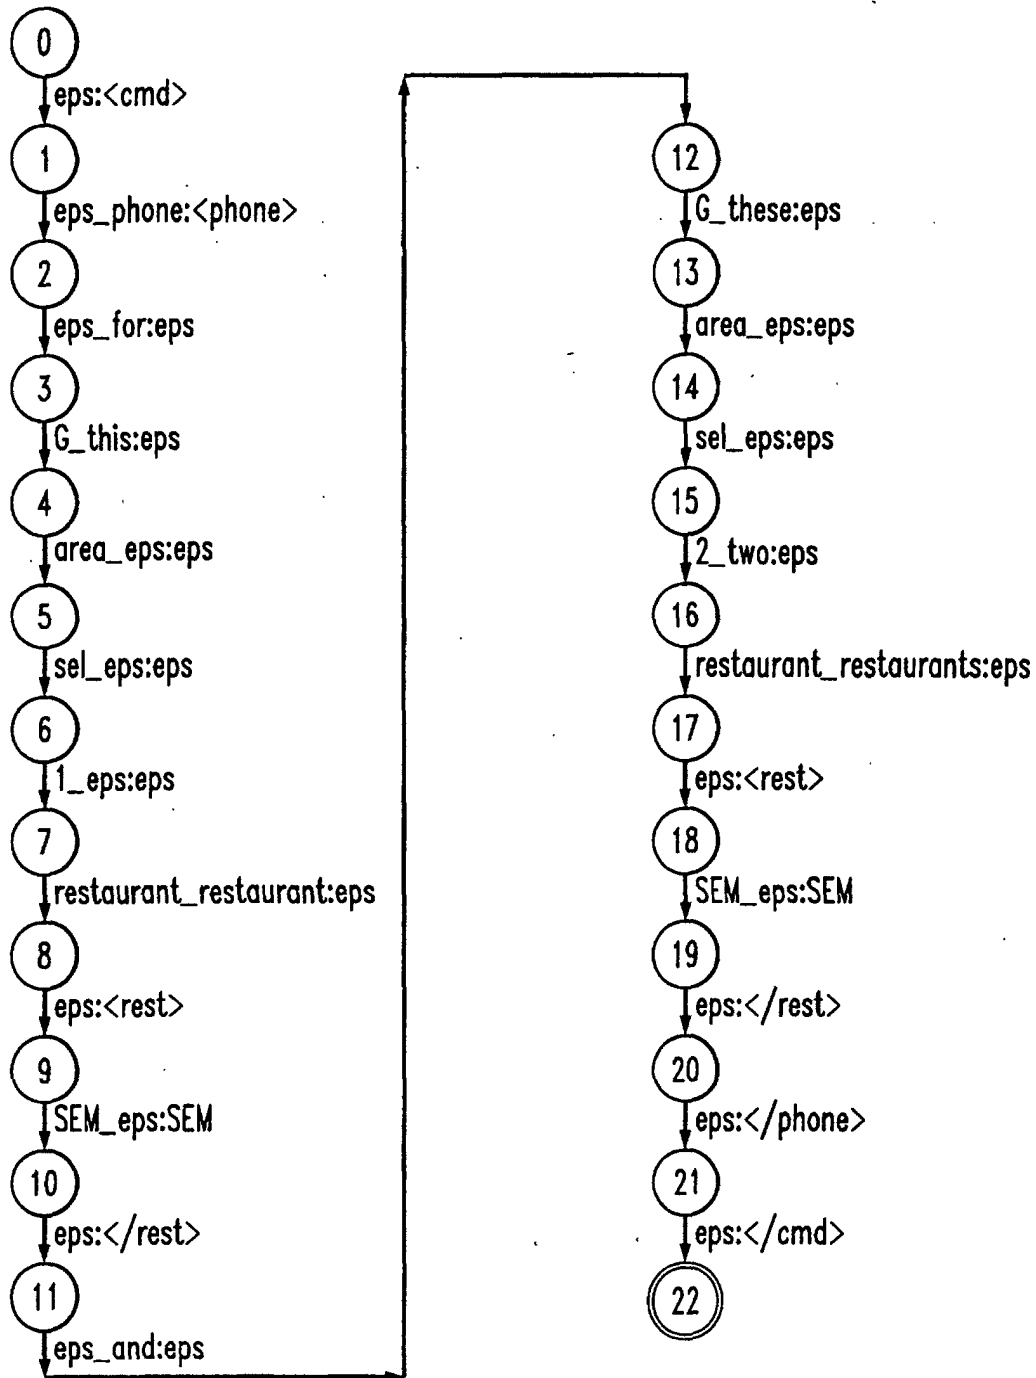 0
eps:<cmd>
1
eps_phone:<phone>
2
eps_for:eps
3
G_this:eps
4
area_eps:eps
5
sel_eps:eps
6
1_eps:eps
7
restaurant_restaurant:eps
8
eps:<rest>
9
SEM_eps:SEM
10
eps:</rest>
11
eps_and:eps
12
G_these:eps
13
area_eps:eps
14
sel_eps:eps
15
2_two:eps
16
restaurant_restaurants:eps
17
eps:<rest>
18
SEM_eps:SEM
19
eps:</rest>
20
eps:</phone>
21
eps:</cmd>
22